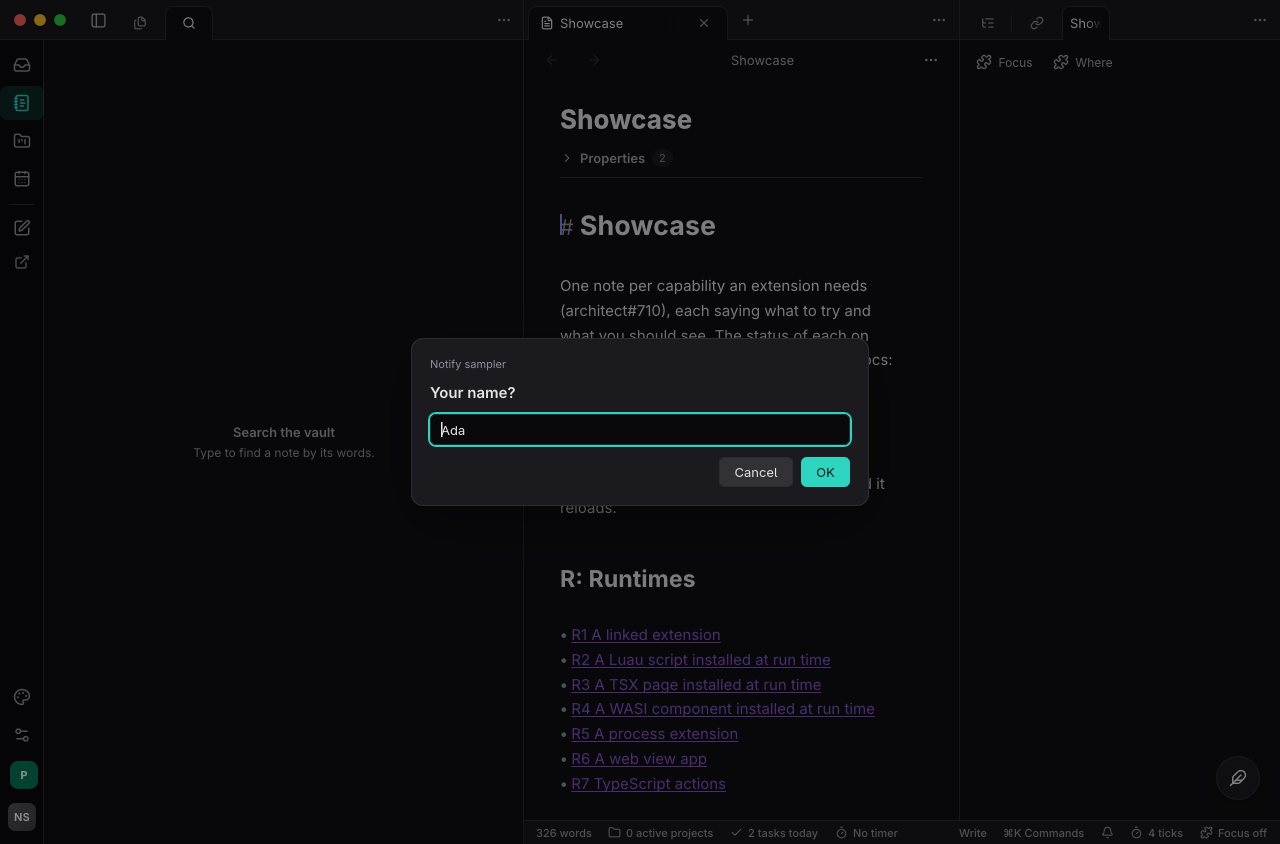 Showcase
Show
Showcase
Focus
Where
Showcase
Properties 2
# Showcase
One note per capability an extension needs
(architect#710), each saying what to try and
what you should see. The status of each on
ocs:
Notify sampler
Your name?
Ada
Cancel
OK
Search the vault
Type to find a note by its words.
it
reloads.
R: Runtimes
• R1 A linked extension
• R2 A Luau script installed at run time
• R3 A TSX page installed at run time
• R4 A WASI component installed at run time
• R5 A process extension
• R6 A web view app
• R7 TypeScript actions
P
NS
326 words
0 active projects
2 tasks today
No timer
Write
⌘K Commands
4 ticks
Focus off